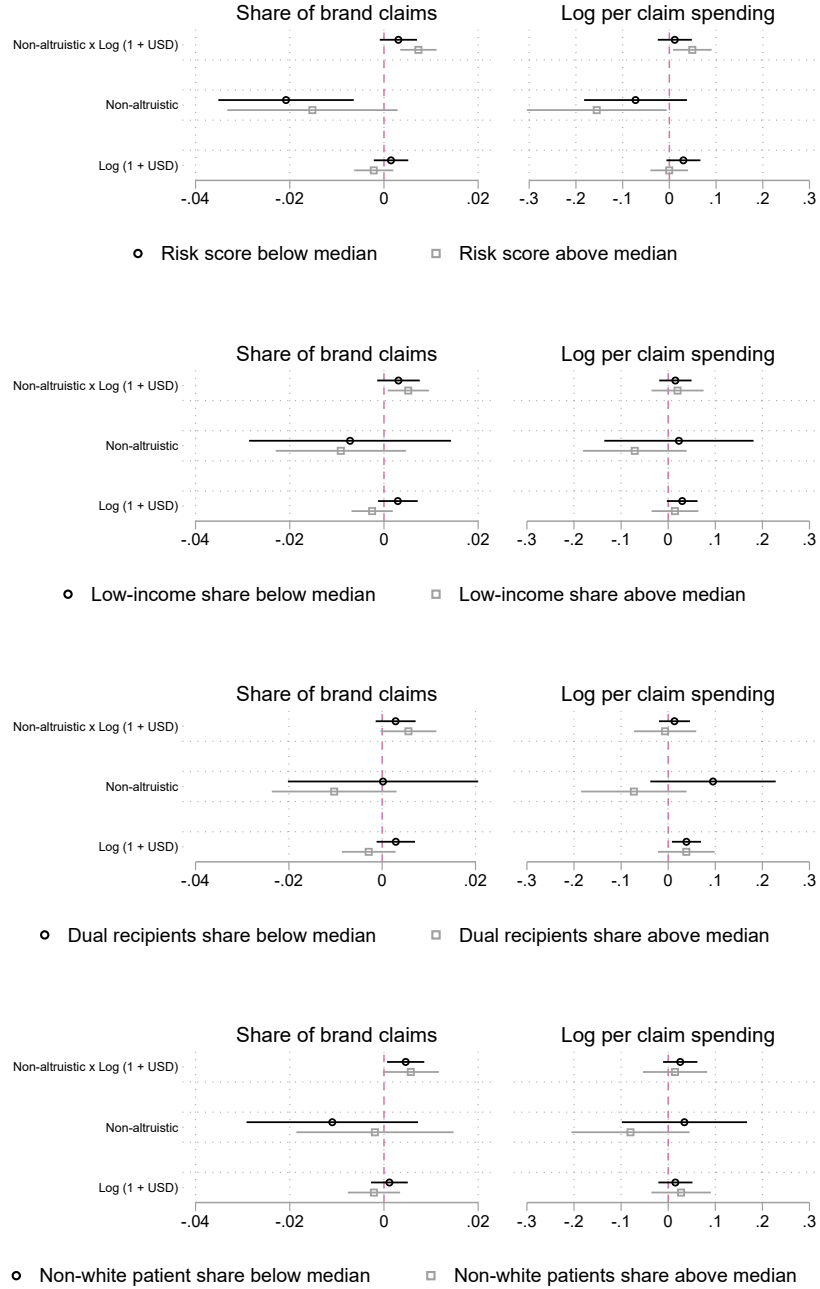 Share of brand claims Log per claim spending
Non-altruistic x Log (1 + USD)
Non-altruistic
Log (1 + USD)
-.04 -.02 0 .02 -.3 -.2 -.1 0 .1 .2 .3
Risk score below median Risk score above median
Share of brand claims Log per claim spending
Non-altruistic x Log (1 + USD)
Non-altruistic
Log (1 + USD)
-.04 -.02 0 .02 -.3 -.2 -.1 0 .1 .2 .3
Low-income share below median Low-income share above median
Share of brand claims Log per claim spending
Non-altruistic x Log (1 + USD)
Non-altruistic
Log (1 + USD)
-.04 -.02 0 .02 -.3 -.2 -.1 0 .1 .2 .3
Dual recipients share below median Dual recipients share above median
Share of brand claims Log per claim spending
Non-altruistic x Log (1 + USD)
Non-altruistic
Log (1 + USD)
-.04 -.02 0 .02 -.3 -.2 -.1 0 .1 .2 .3
Non-white patient share below median Non-white patients share above median